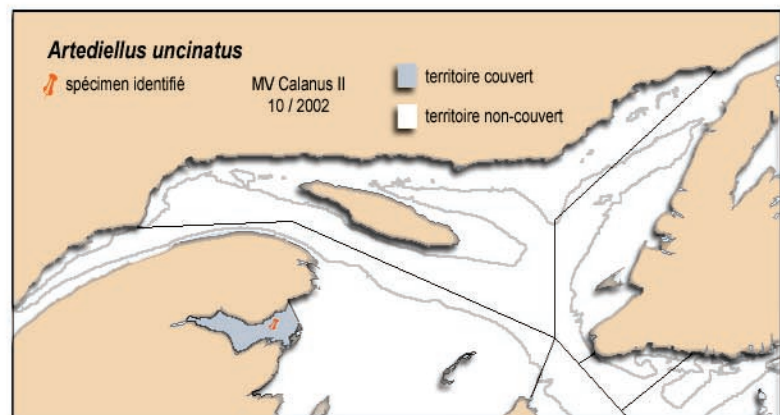 Artediellus uncinatus
spécimen identifié
MV Calanus II
10 / 2002
territoire couvert
territoire non-couvert